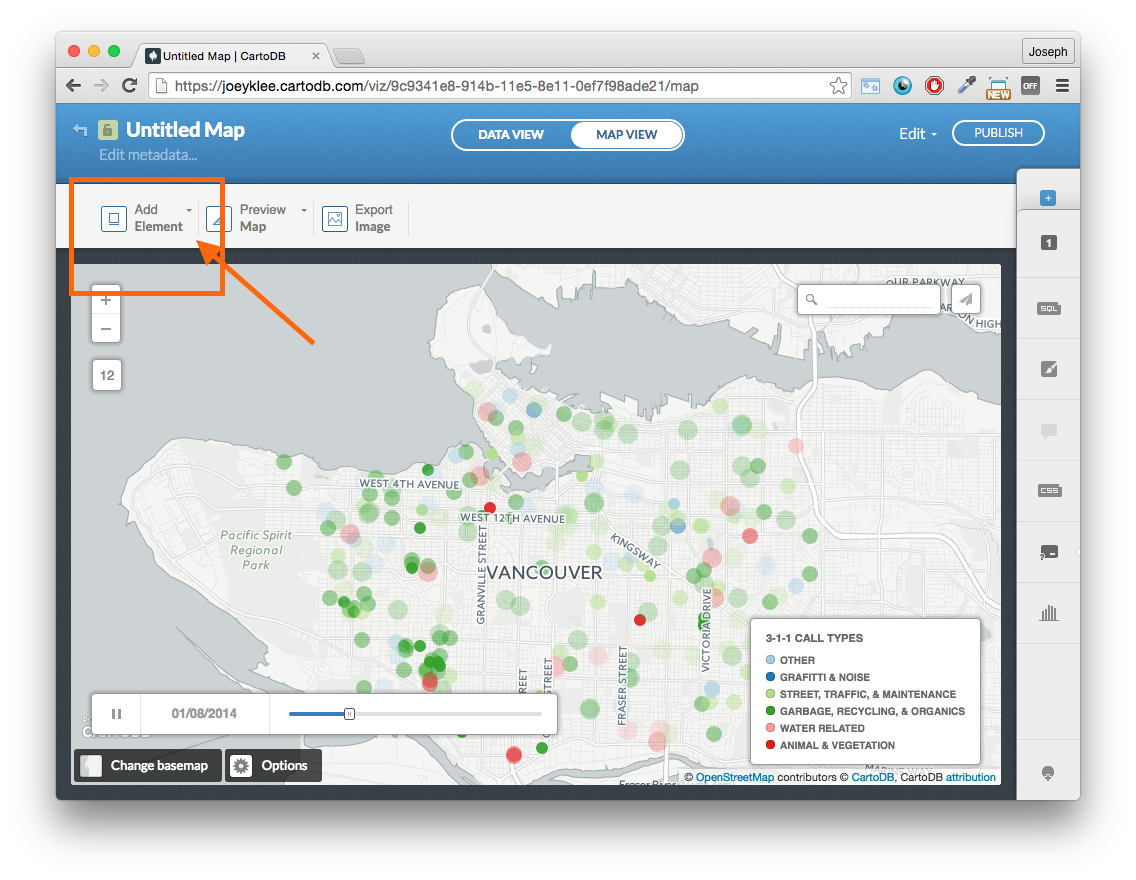 Untitled Map | CartoDB
Joseph
https://joeyklee.cartodb.com/viz/9c9341e8-914b-11e5-8e11-0ef7f98ade21/map
NEW
OFF
Untitled Map
Edit metadata...
DATA VIEW
MAP VIEW
Edit
PUBLISH
Add
Element
Preview
Map
Export
Image
1
SQL
CSS
+
−
12
OUR PARKWAY
ON HIGH
WEST 4TH AVENUE
WEST 12TH AVENUE
Pacific Spirit
Regional
Park
GRANVILLE STREET
KINGSWAY
VANCOUVER
VICTORIA DRIVE
FRASER STREET
STREET
3-1-1 CALL TYPES
OTHER
GRAFITTI & NOISE
STREET, TRAFFIC, & MAINTENANCE
GARBAGE, RECYCLING, & ORGANICS
WATER RELATED
ANIMAL & VEGETATION
01/08/2014
CARTODB
Change basemap
Options
© OpenStreetMap contributors © CartoDB, CartoDB attribution